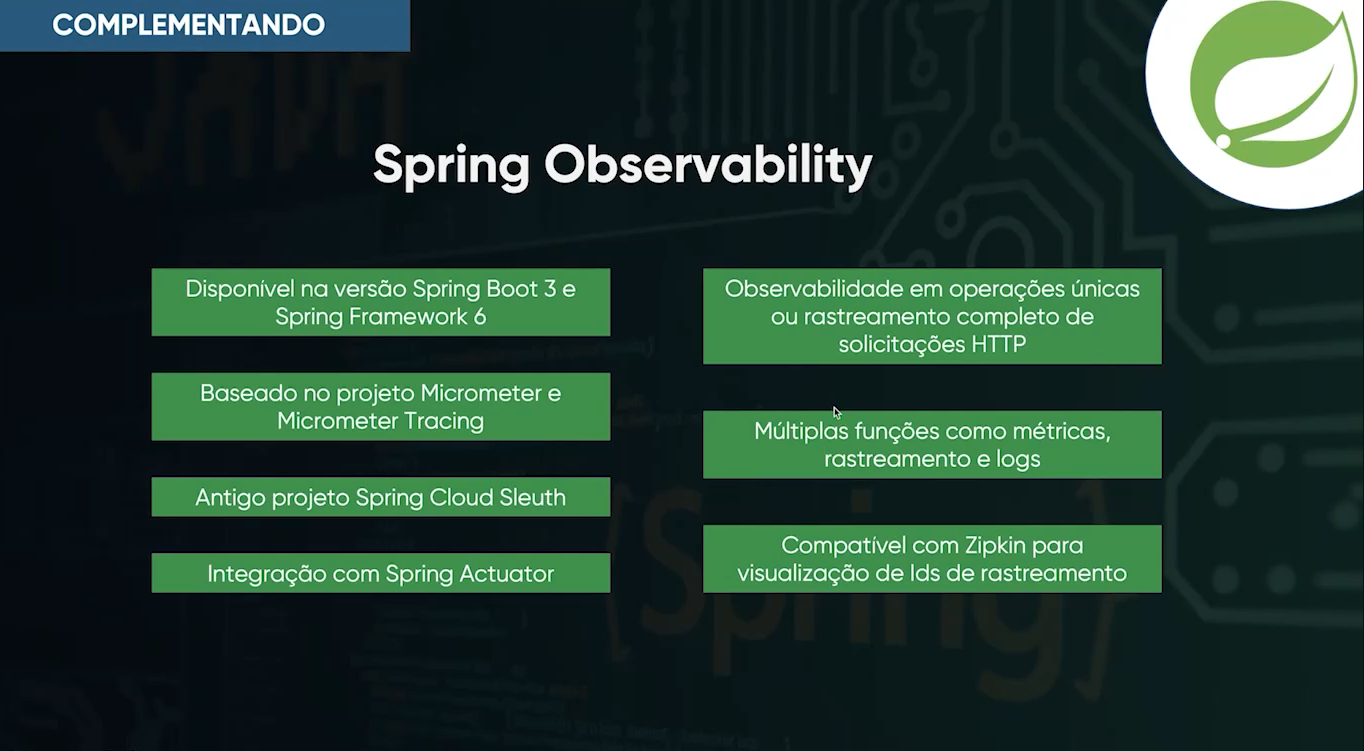 COMPLEMENTANDO
JAVA
Spring Observability
Disponível na versão Spring Boot 3 e
Spring Framework 6
Baseado no projeto Micrometer e
Micrometer Tracing
Antigo projeto Spring Cloud Sleuth
Integração com Spring Actuator
Observabilidade em operações únicas
ou rastreamento completo de
solicitações HTTP
Múltiplas funções como métricas,
rastreamento e logs
Compatível com Zipkin para
visualização de Ids de rastreamento
{Spring}